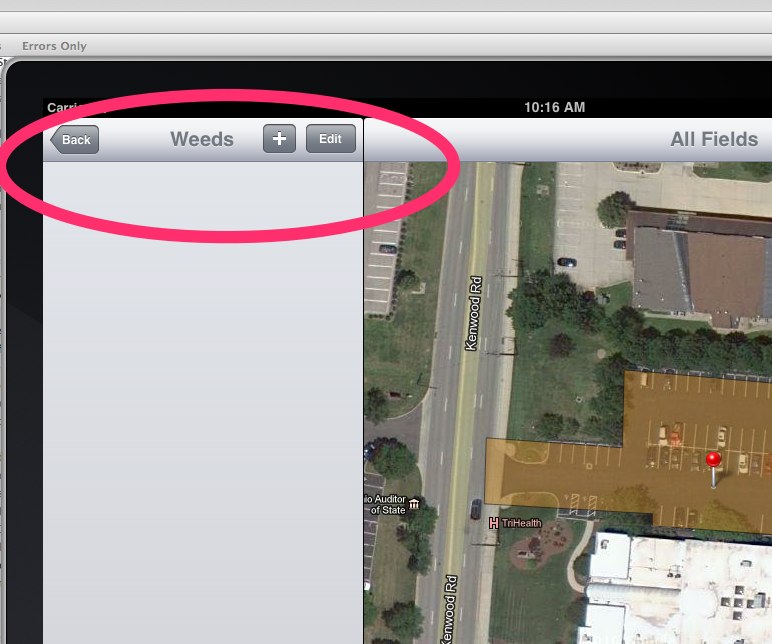 Errors Only
10:16 AM
Back
Weeds
+
Edit
All Fields
Kenwood Rd
io Auditor
of State
H TriHealth
Kenwood Rd